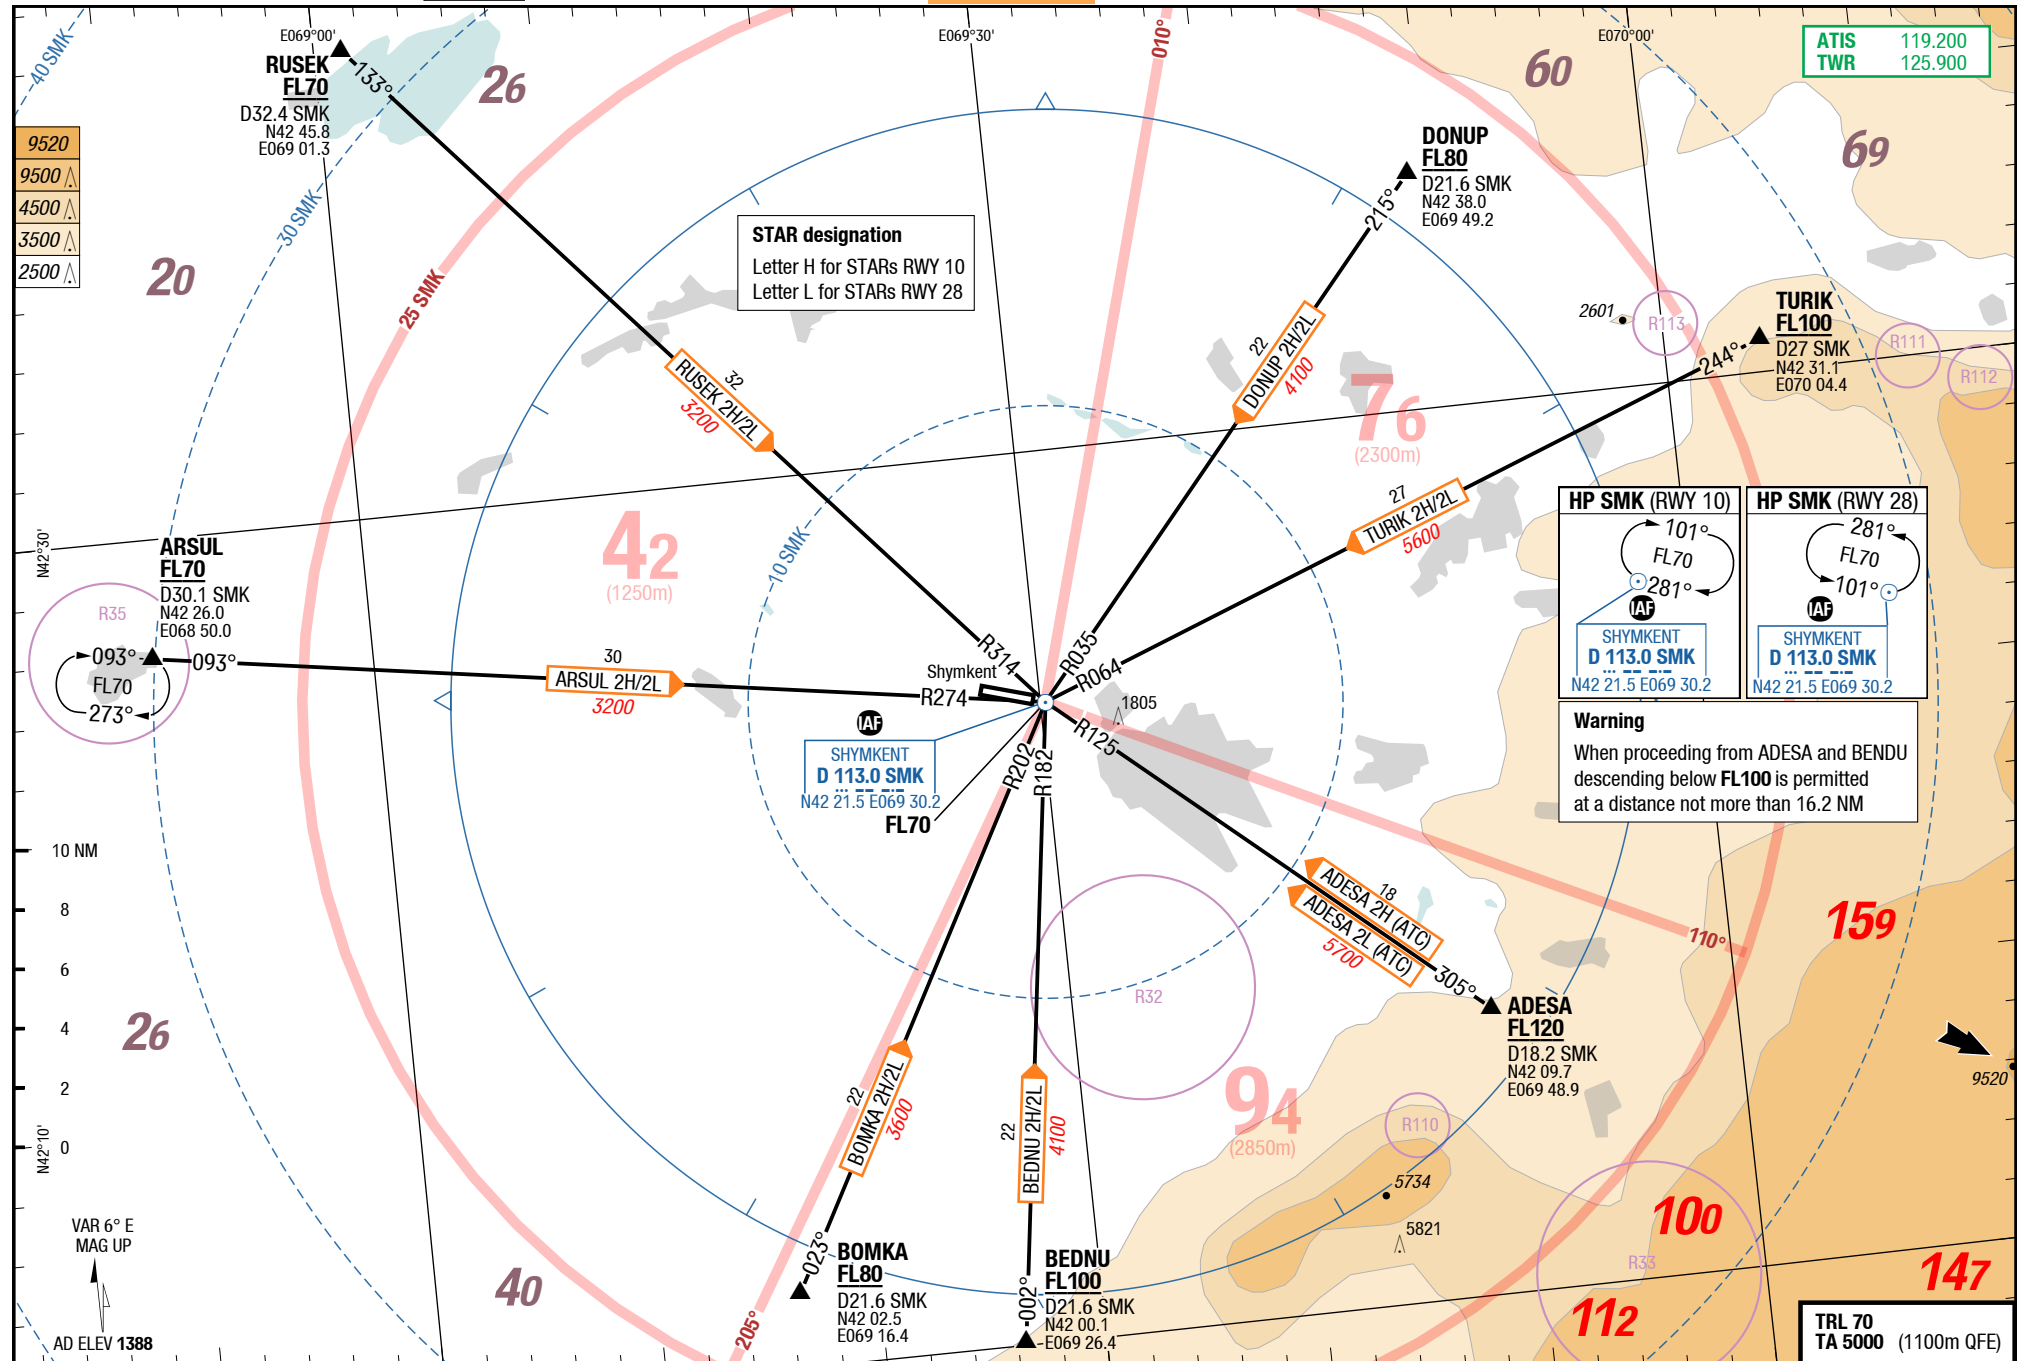 40 SMK
E069°00'
E069°30'
010°
E070°00'
ATIS 119.200
TWR 125.900
RUSEK
FL70
D32.4 SMK
N42 45.8
E069 01.3
133°
26
60
69
9520
9500
4500
3500
2500
30 SMK
20
25 SMK
DONUP
FL80
D21.6 SMK
N42 38.0
E069 49.2
215°
STAR designation
Letter H for STARs RWY 10
Letter L for STARs RWY 28
2601
R113
TURIK
FL100
D27 SMK
N42 31.1
E070 04.4
244°
R111
R112
32
RUSEK 2H/2L
3200
22
DONUP 2H/2L
4100
76
(2300m)
27
TURIK 2H/2L
5600
42
(1250m)
10 SMK
N42°30'
ARSUL
FL70
D30.1 SMK
N42 26.0
E068 50.0
R35
093°
FL70
273°
093°
30
ARSUL 2H/2L
3200
HP SMK (RWY 10)
101°
FL70
281°
IAF
SHYMKENT
D 113.0 SMK
N42 21.5 E069 30.2
HP SMK (RWY 28)
281°
FL70
101°
IAF
SHYMKENT
D 113.0 SMK
N42 21.5 E069 30.2
R314
R035
R064
Shymkent
R274
R125
R202
R182
1805
IAF
SHYMKENT
D 113.0 SMK
N42 21.5 E069 30.2
FL70
Warning
When proceeding from ADESA and BENDU
descending below FL100 is permitted
at a distance not more than 16.2 NM
10 NM
8
6
4
2
0
18
ADESA 2H (ATC)
ADESA 2L (ATC)
5700
305°
110°
159
ADESA
FL120
D18.2 SMK
N42 09.7
E069 48.9
R32
26
9520
22
BOMKA 2H/2L
3600
22
BEDNU 2H/2L
4100
94
(2850m)
R110
N42°10'
5734
5821
100
R33
147
112
VAR 6° E
MAG UP
AD ELEV 1388
40
205°
023°
BOMKA
FL80
D21.6 SMK
N42 02.5
E069 16.4
002°
BEDNU
FL100
D21.6 SMK
N42 00.1
E069 26.4
TRL 70
TA 5000 (1100m QFE)